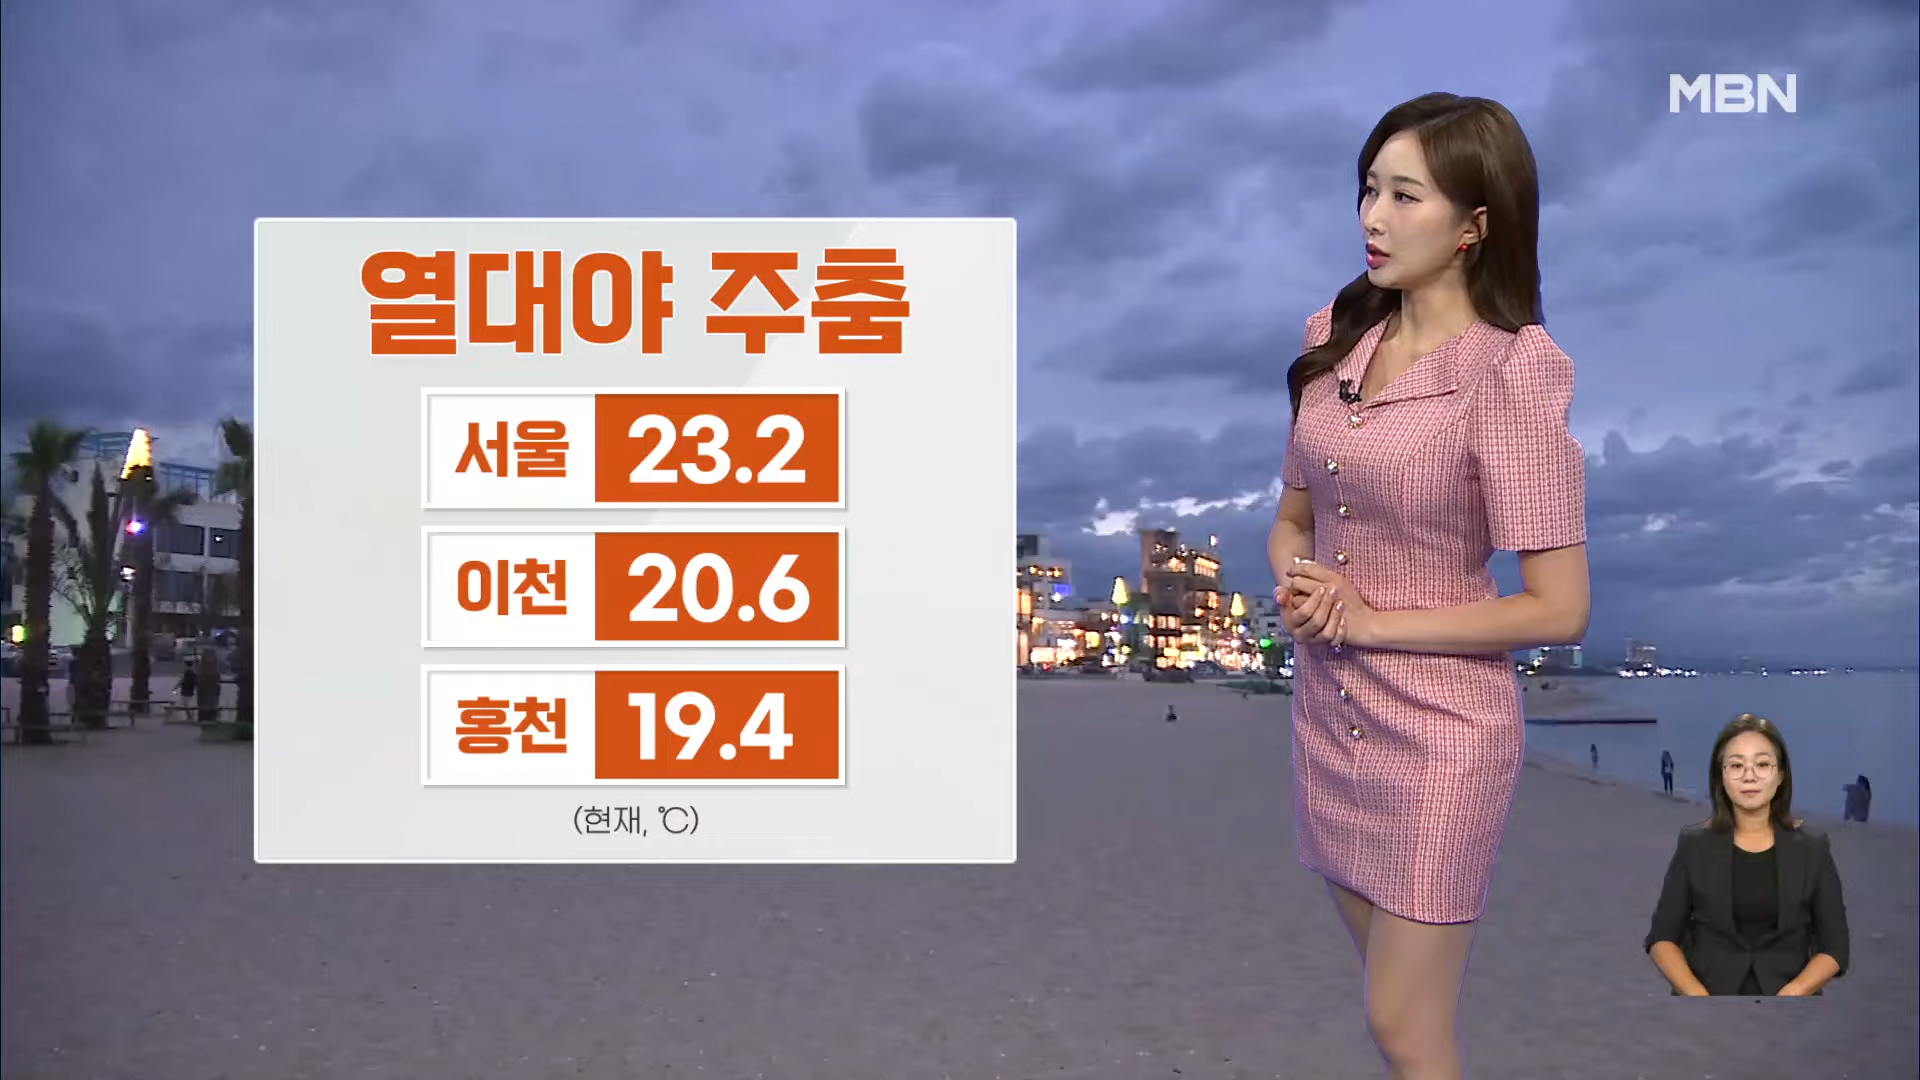 MBN
열대야 주춤
서울 23.2
이천 20.6
홍천 19.4
(현재, ℃)